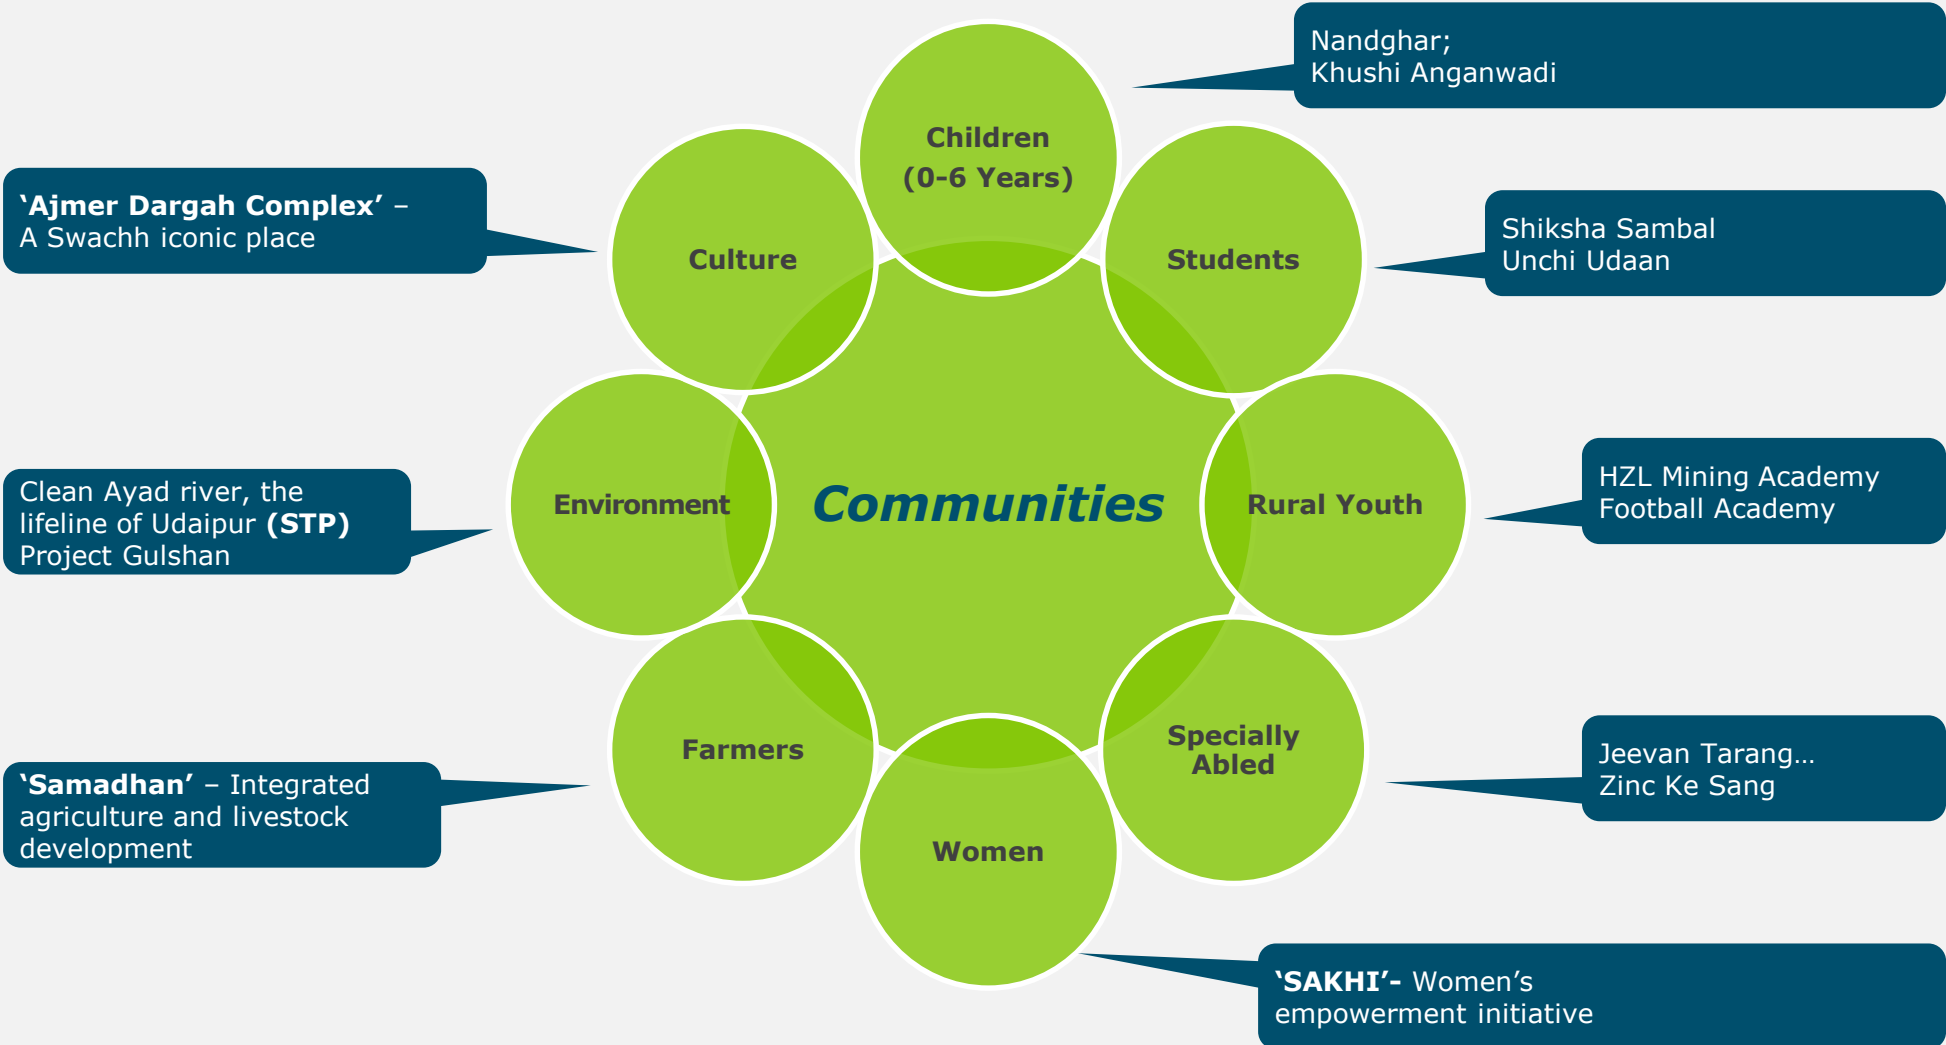 Nandghar;
Khushi Anganwadi
Children
(0-6 Years)
‘Ajmer Dargah Complex’ –
A Swachh iconic place
Culture
Students
Shiksha Sambal
Unchi Udaan
Clean Ayad river, the
lifeline of Udaipur (STP)
Project Gulshan
Environment
Communities
Rural Youth
HZL Mining Academy
Football Academy
‘Samadhan’ – Integrated
agriculture and livestock
development
Farmers
Specially
Abled
Jeevan Tarang…
Zinc Ke Sang
Women
‘SAKHI’- Women’s
empowerment initiative